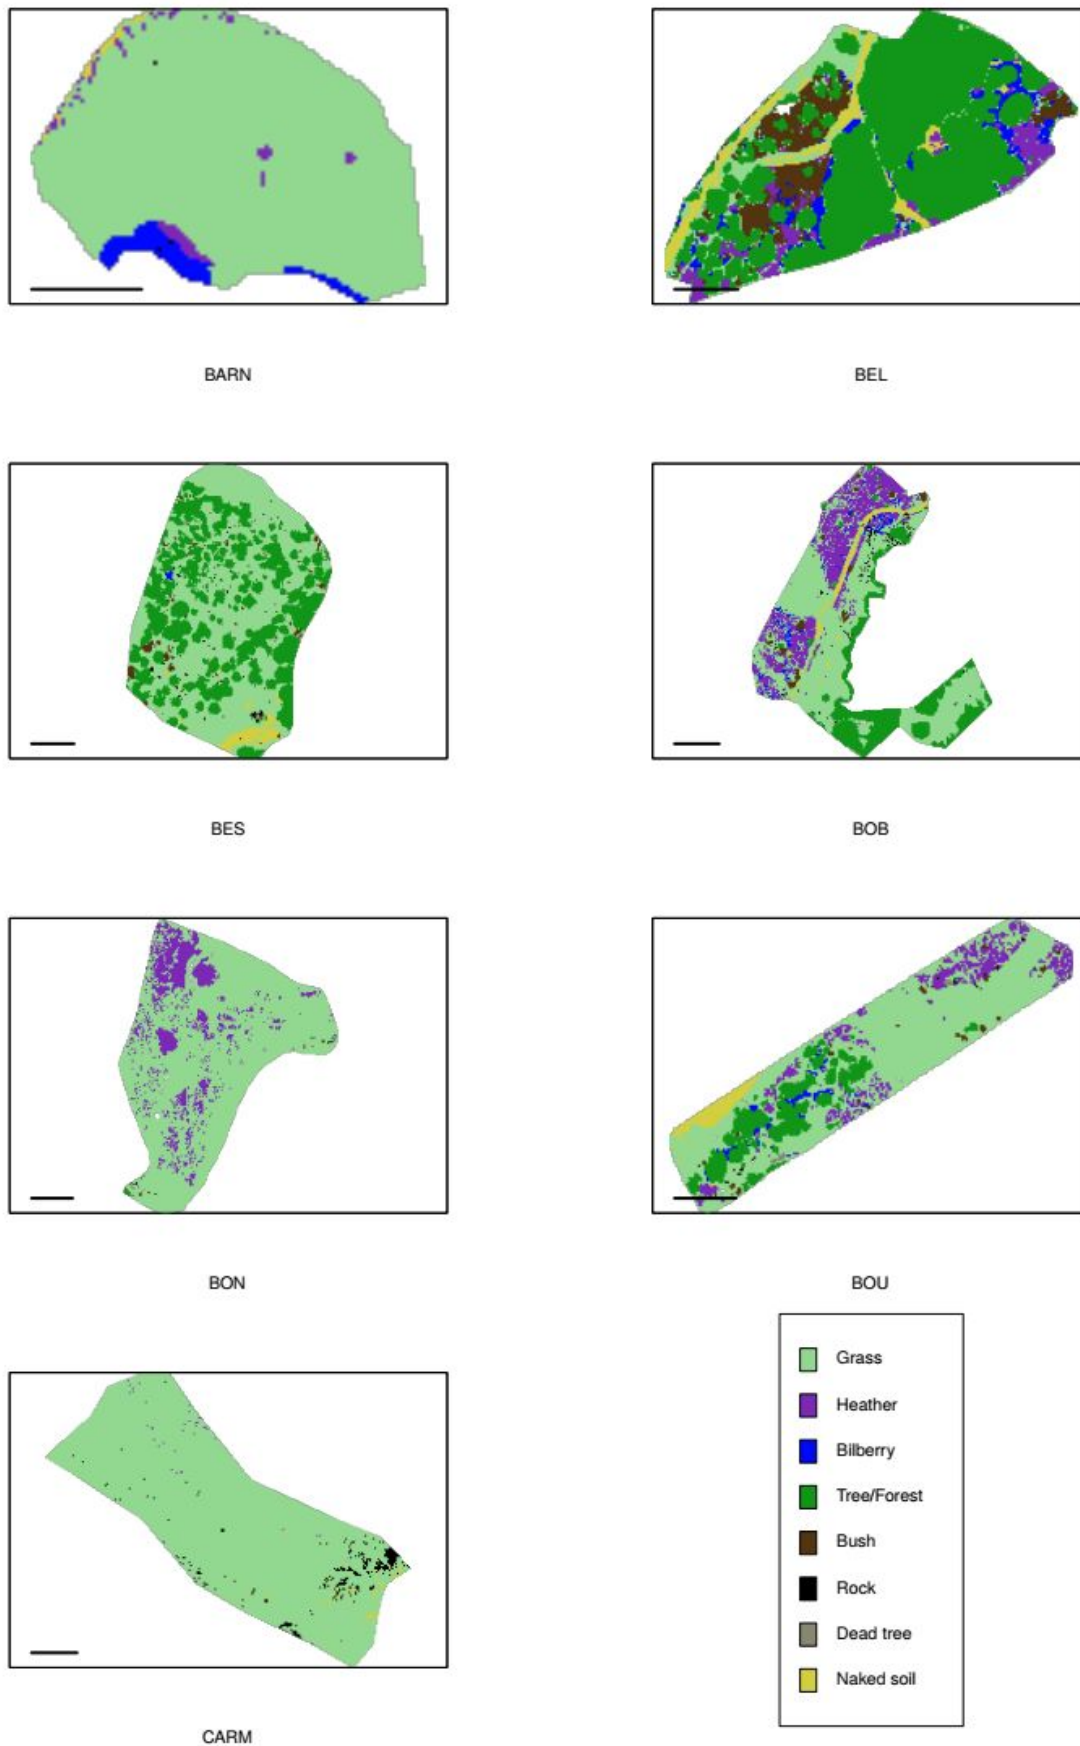 BARN
BEL
BES
BOB
BON
BOU
Grass
Heather
Bilberry
Tree/Forest
Bush
Rock
Dead tree
Naked soil
CARM